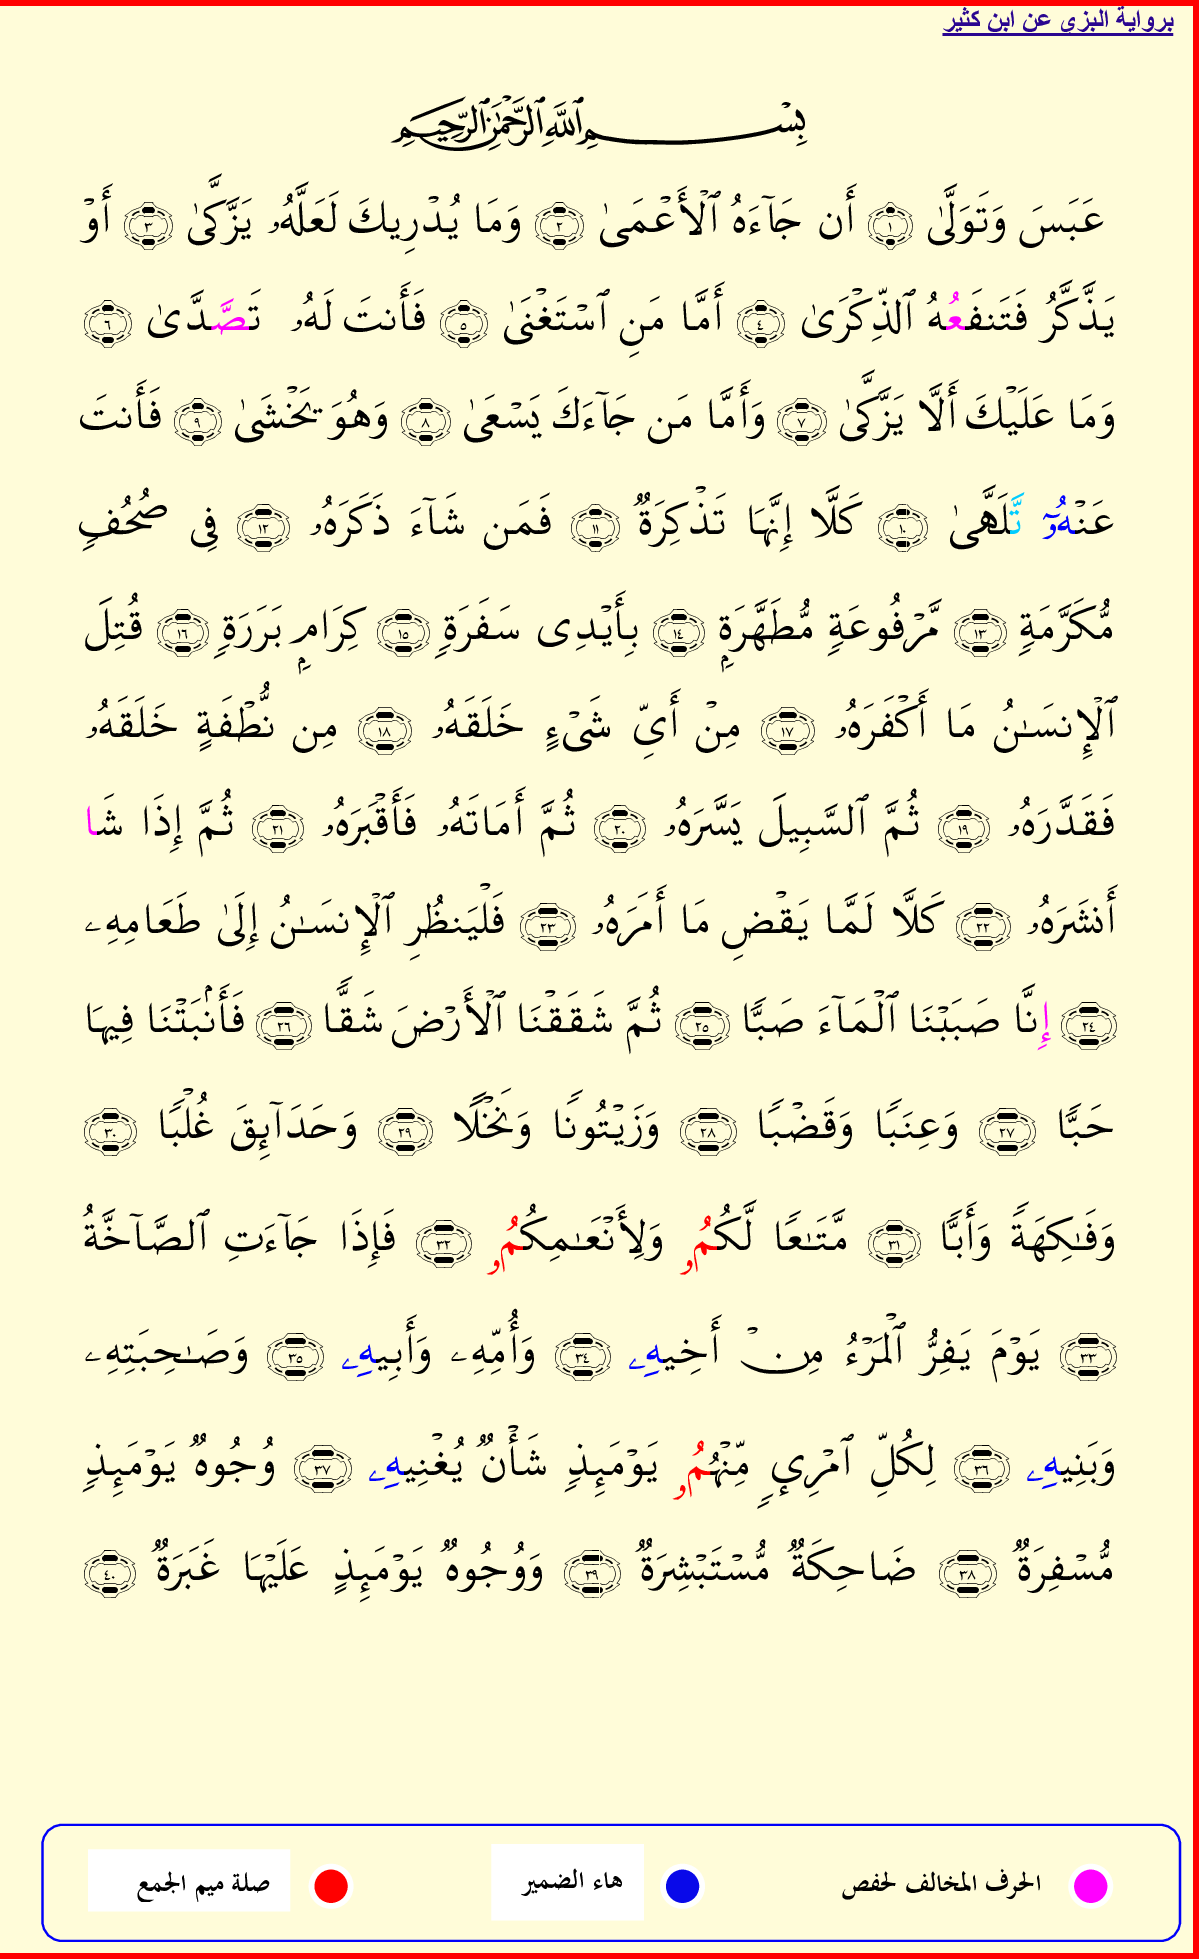 برواية البزي عن ابن كثير
بِسْمِ ٱللَّهِ ٱلرَّحْمَٰنِ ٱلرَّحِيمِ
عَبَسَ وَتَوَلَّىٰ ١ أَن جَآءَهُ ٱلْأَعْمَىٰ ٢ وَمَا يُدْرِيكَ لَعَلَّهُۥ يَزَّكَّىٰ ٣ أَوْ
يَذَّكَّرُ فَتَنفَعُهُ ٱلذِّكْرَىٰ ٤ أَمَّا مَنِ ٱسْتَغْنَىٰ ٥ فَأَنتَ لَهُۥ تَصَّدَّىٰ ٦
وَمَا عَلَيْكَ أَلَّا يَزَّكَّىٰ ٧ وَأَمَّا مَن جَآءَكَ يَسْعَىٰ ٨ وَهُوَ يَخْشَىٰ ٩ فَأَنتَ
عَنْهُۥٓ تَّلَهَّىٰ ١٠ كَلَّا إِنَّهَا تَذْكِرَةٌ ١١ فَمَن شَآءَ ذَكَرَهُۥ ١٢ فِى صُحُفٍ
مُّكَرَّمَةٍ ١٣ مَّرْفُوعَةٍ مُّطَهَّرَةٍۭ ١٤ بِأَيْدِى سَفَرَةٍ ١٥ كِرَامٍۭ بَرَرَةٍ ١٦ قُتِلَ
ٱلْإِنسَـٰنُ مَا أَكْفَرَهُۥ ١٧ مِنْ أَىِّ شَىْءٍ خَلَقَهُۥ ١٨ مِن نُّطْفَةٍ خَلَقَهُۥ
فَقَدَّرَهُۥ ١٩ ثُمَّ ٱلسَّبِيلَ يَسَّرَهُۥ ٢٠ ثُمَّ أَمَاتَهُۥ فَأَقْبَرَهُۥ ٢١ ثُمَّ إِذَا شَا
أَنشَرَهُۥ ٢٢ كَلَّا لَمَّا يَقْضِ مَا أَمَرَهُۥ ٢٣ فَلْيَنظُرِ ٱلْإِنسَـٰنُ إِلَىٰ طَعَامِهِۦ
٢٤ إِنَّا صَبَبْنَا ٱلْمَآءَ صَبًّا ٢٥ ثُمَّ شَقَقْنَا ٱلْأَرْضَ شَقًّا ٢٦ فَأَنۢبَتْنَا فِيهَا
حَبًّا ٢٧ وَعِنَبًا وَقَضْبًا ٢٨ وَزَيْتُونًا وَنَخْلًا ٢٩ وَحَدَآئِقَ غُلْبًا ٣٠
وَفَـٰكِهَةً وَأَبًّا ٣١ مَّتَـٰعًا لَّكُمُۥ وَلِأَنْعَـٰمِكُمُۥ ٣٢ فَإِذَا جَآءَتِ ٱلصَّآخَّةُ
٣٣ يَوْمَ يَفِرُّ ٱلْمَرْءُ مِنْ أَخِيهِۦ ٣٤ وَأُمِّهِۦ وَأَبِيهِۦ ٣٥ وَصَـٰحِبَتِهِۦ
وَبَنِيهِۦ ٣٦ لِكُلِّ ٱمْرِئٍ مِّنْهُمُۥ يَوْمَئِذٍ شَأْنٌ يُغْنِيهِۦ ٣٧ وُجُوهٌ يَوْمَئِذٍ
مُّسْفِرَةٌ ٣٨ ضَاحِكَةٌ مُّسْتَبْشِرَةٌ ٣٩ وَوُجُوهٌ يَوْمَئِذٍ عَلَيْهَا غَبَرَةٌ ٤٠
الحرف المخالف لحفص هاء الضمير صلة ميم الجمع